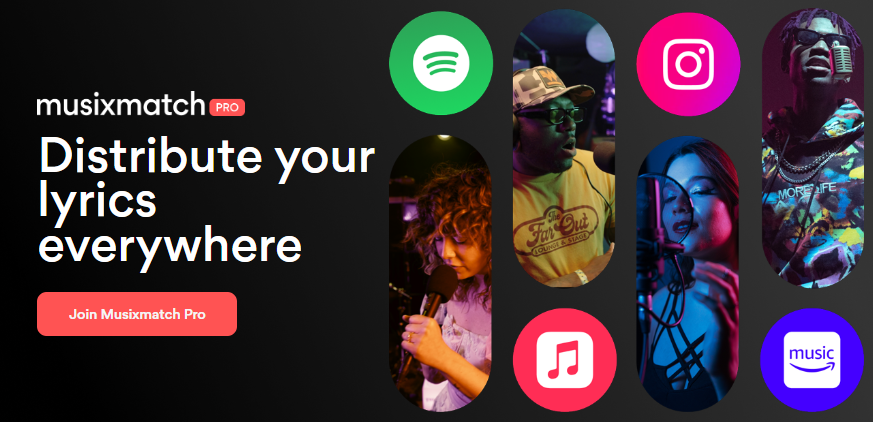 musixmatch PRO
Distribute your
lyrics
everywhere
Join Musixmatch Pro
The
Far Out
LOUNGE & STAGE
MORE LIFE
music